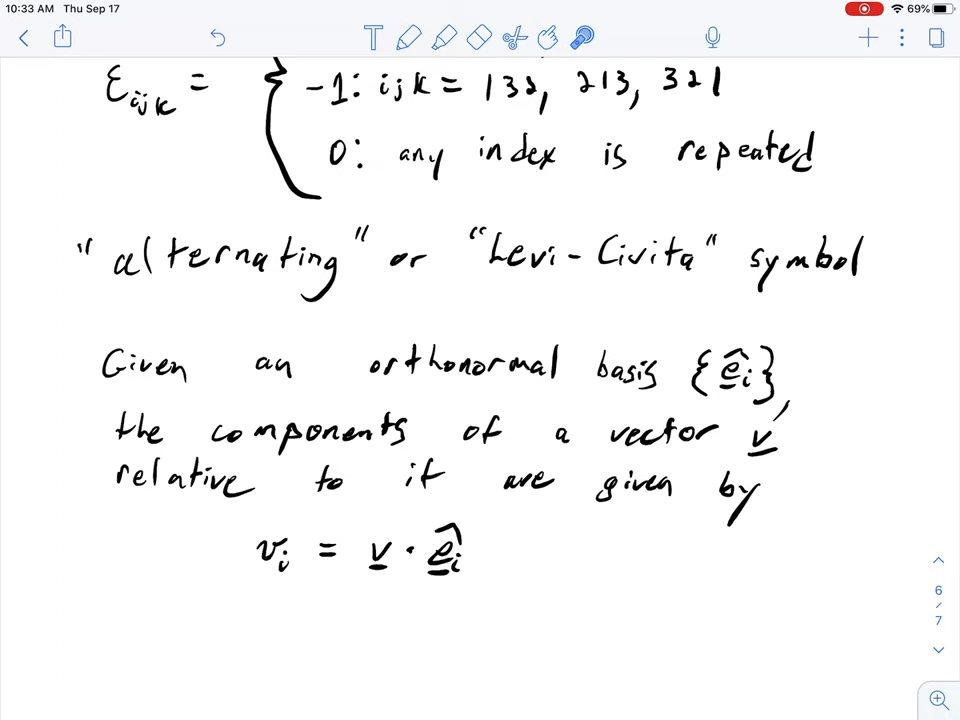 10:33 AM Thu Sep 17
69%
T
ε_ijk = { -1: ijk = 132, 213, 321
0: any index is repeated
"alternating" or "Levi-Civita" symbol
Given an orthonormal basis {ê_i},
the components of a vector v
relative to it are given by
v_i = v · ê_i
6
/
7